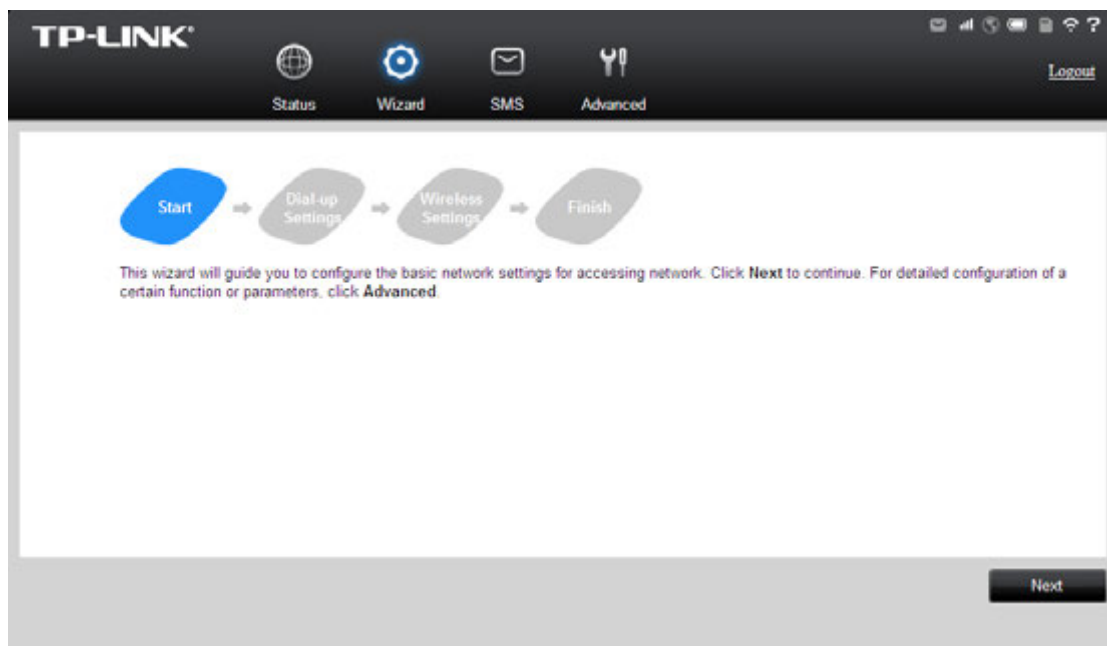 TP-LINK
?
Logout
Status Wizard SMS Advanced
Start Dial-up Settings Wireless Settings Finish
This wizard will guide you to configure the basic network settings for accessing network. Click Next to continue. For detailed configuration of a
certain function or parameters, click Advanced.
Next